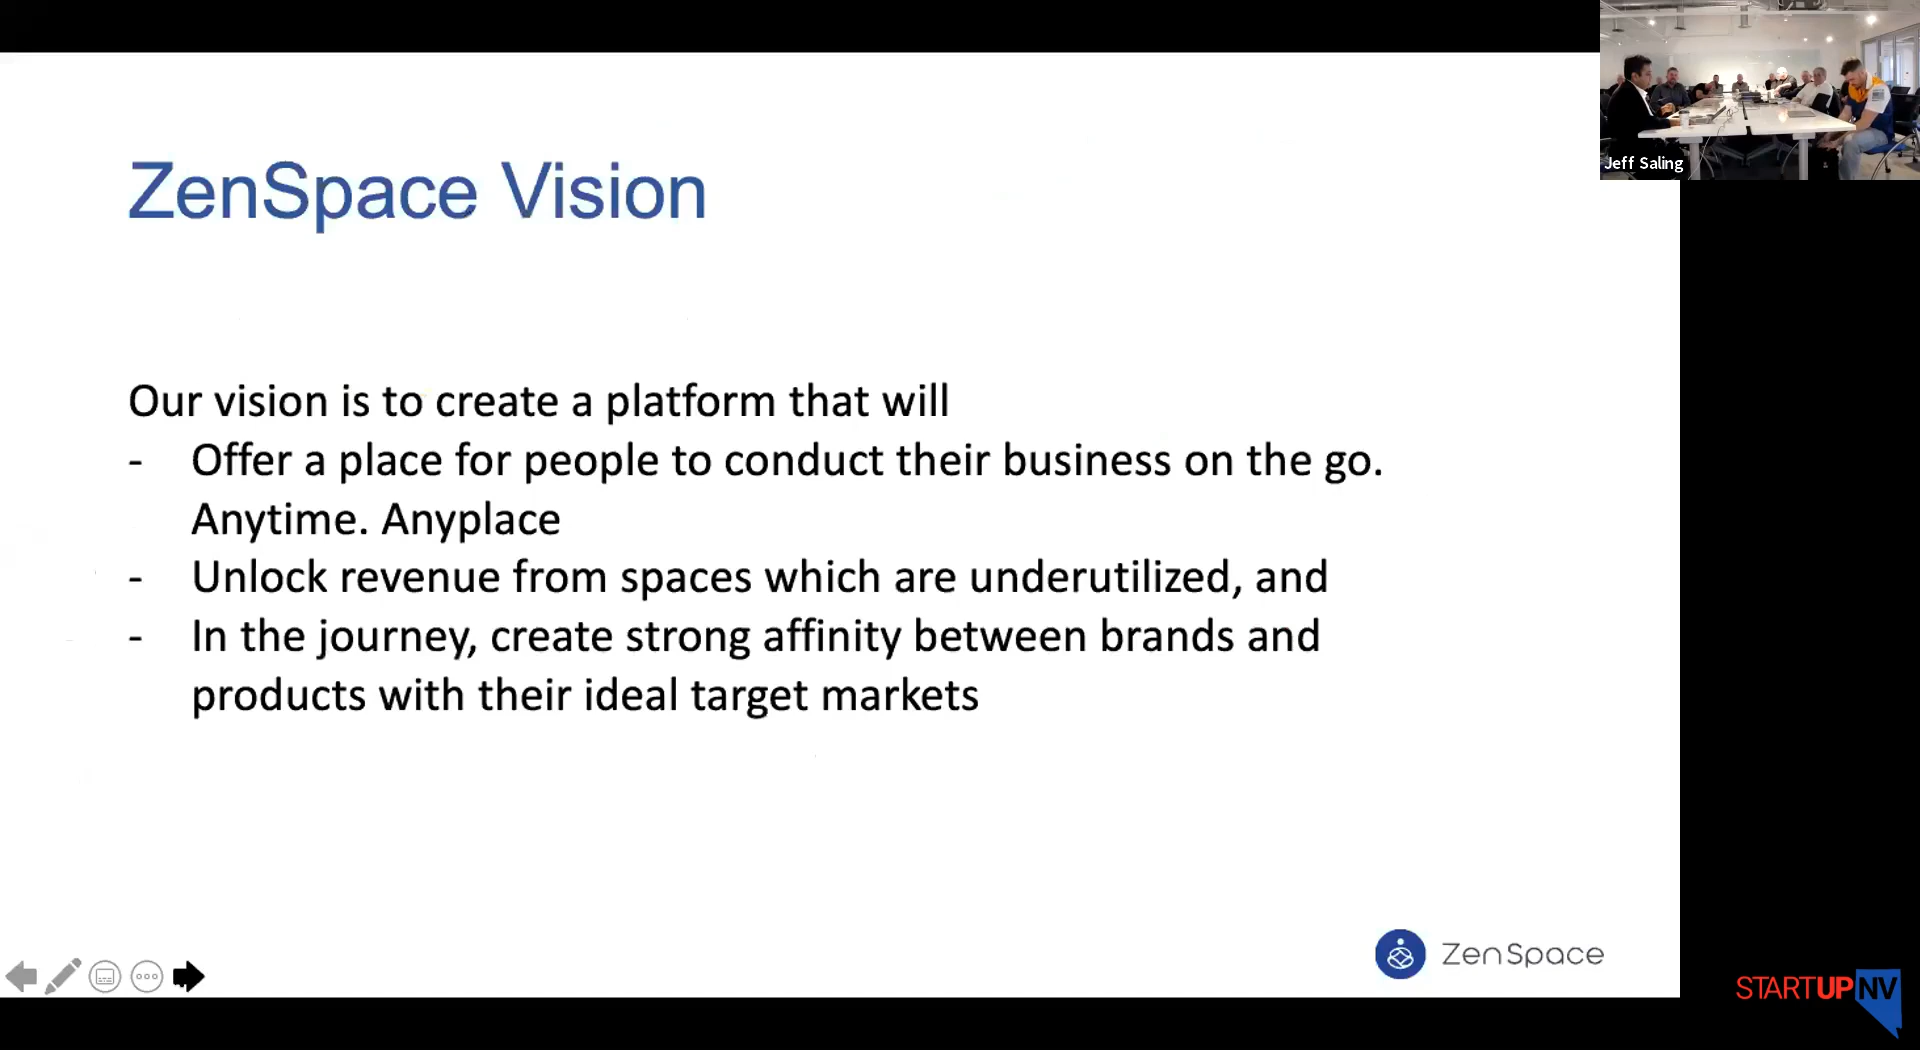 Jeff Saling
ZenSpace Vision
Our vision is to create a platform that will
- Offer a place for people to conduct their business on the go.
Anytime. Anyplace
- Unlock revenue from spaces which are underutilized, and
- In the journey, create strong affinity between brands and
products with their ideal target markets
ZenSpace
STARTUPNV